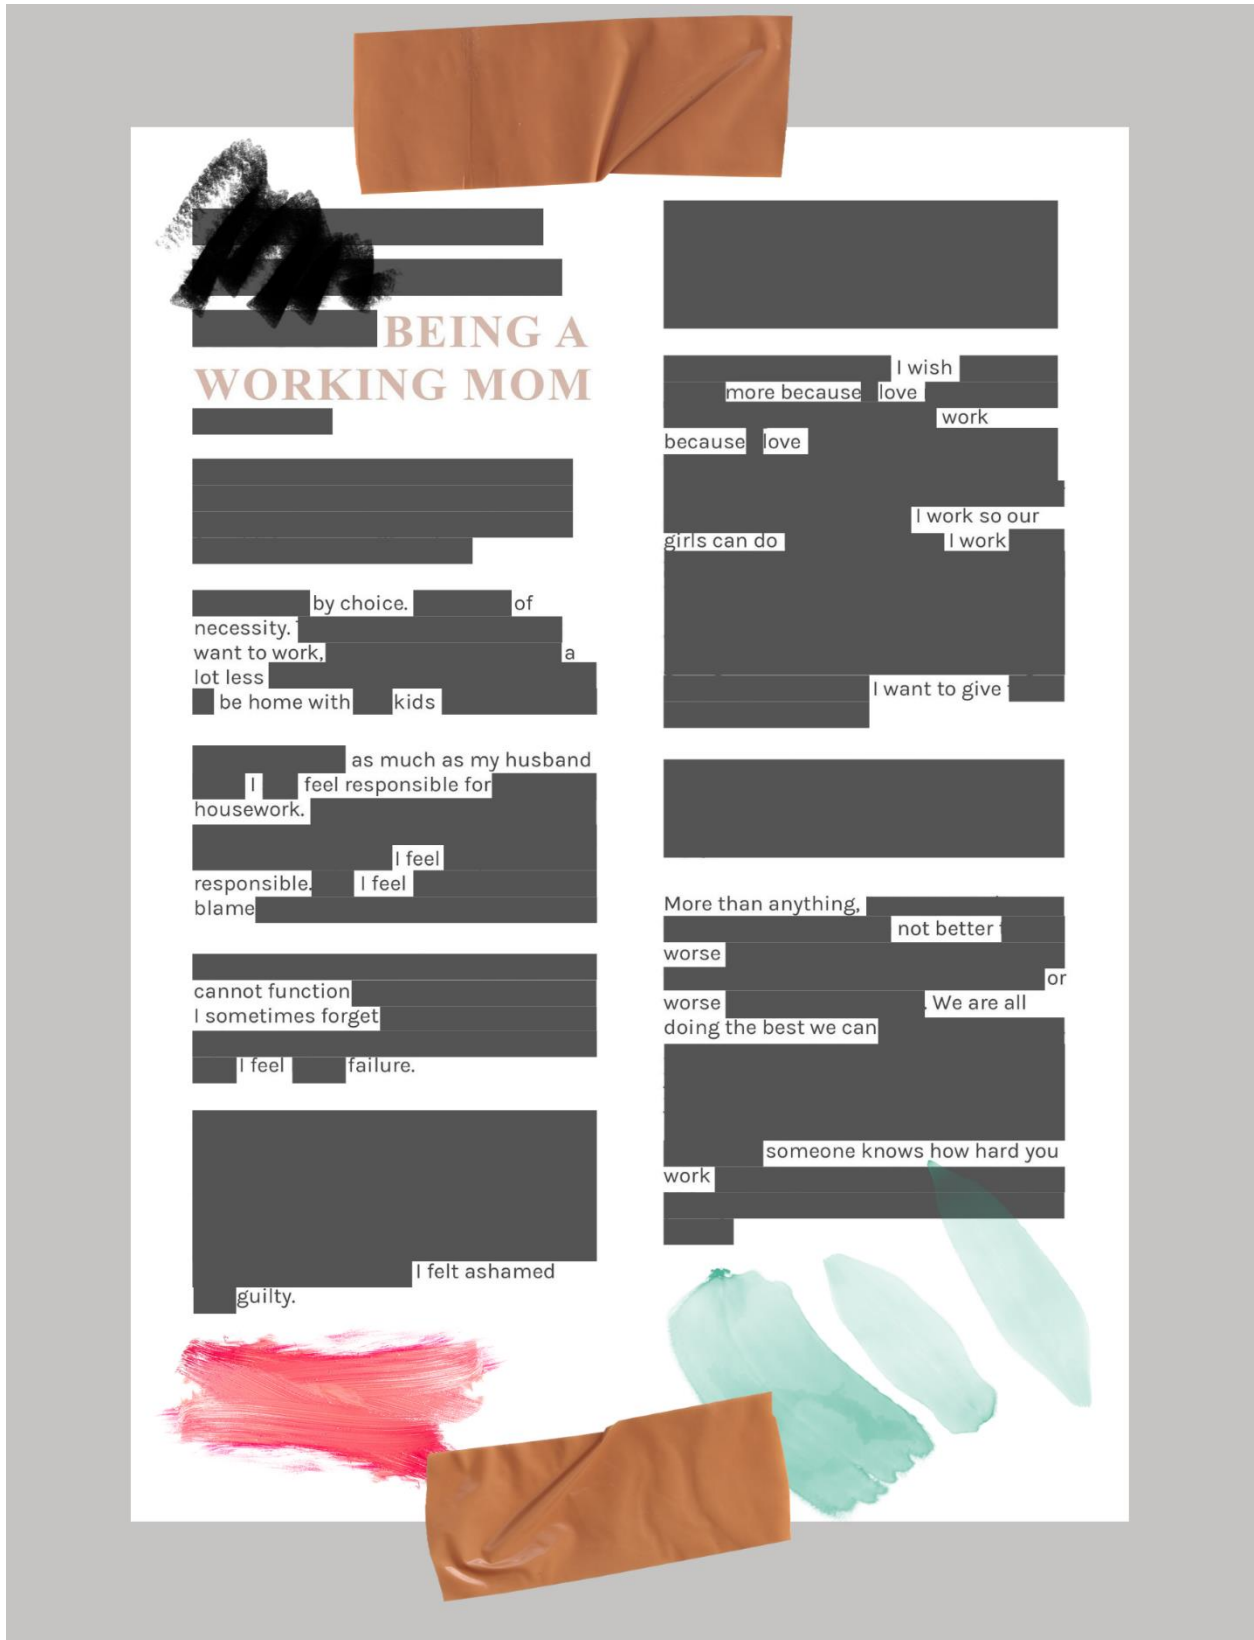 BEING A
WORKING MOM
by choice. of
necessity.
want to work, a
lot less
be home with kids
as much as my husband
I feel responsible for
housework.
I feel
responsible. I feel
blame
cannot function
I sometimes forget
I feel failure.
I felt ashamed
guilty.
I wish
more because love
work
because love
I work so our
girls can do I work
I want to give
More than anything,
not better
worse
or
worse . We are all
doing the best we can
someone knows how hard you
work